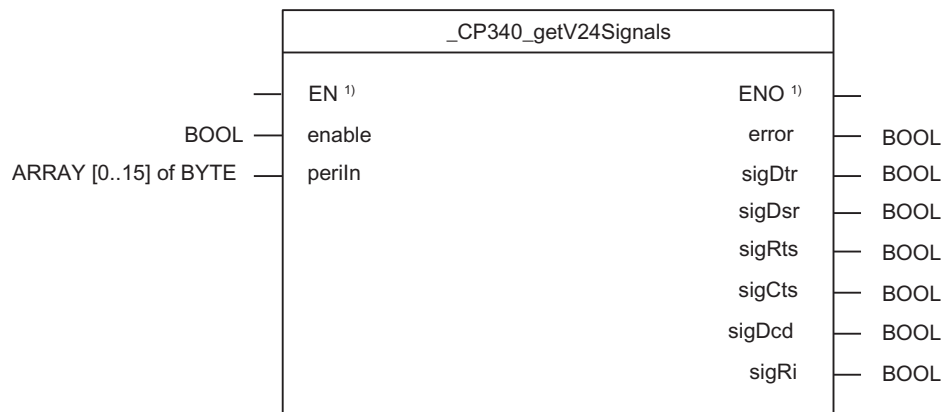 _CP340_getV24Signals
EN 1) ENO 1)
BOOL enable error BOOL
ARRAY [0..15] of BYTE periIn sigDtr BOOL
sigDsr BOOL
sigRts BOOL
sigCts BOOL
sigDcd BOOL
sigRi BOOL